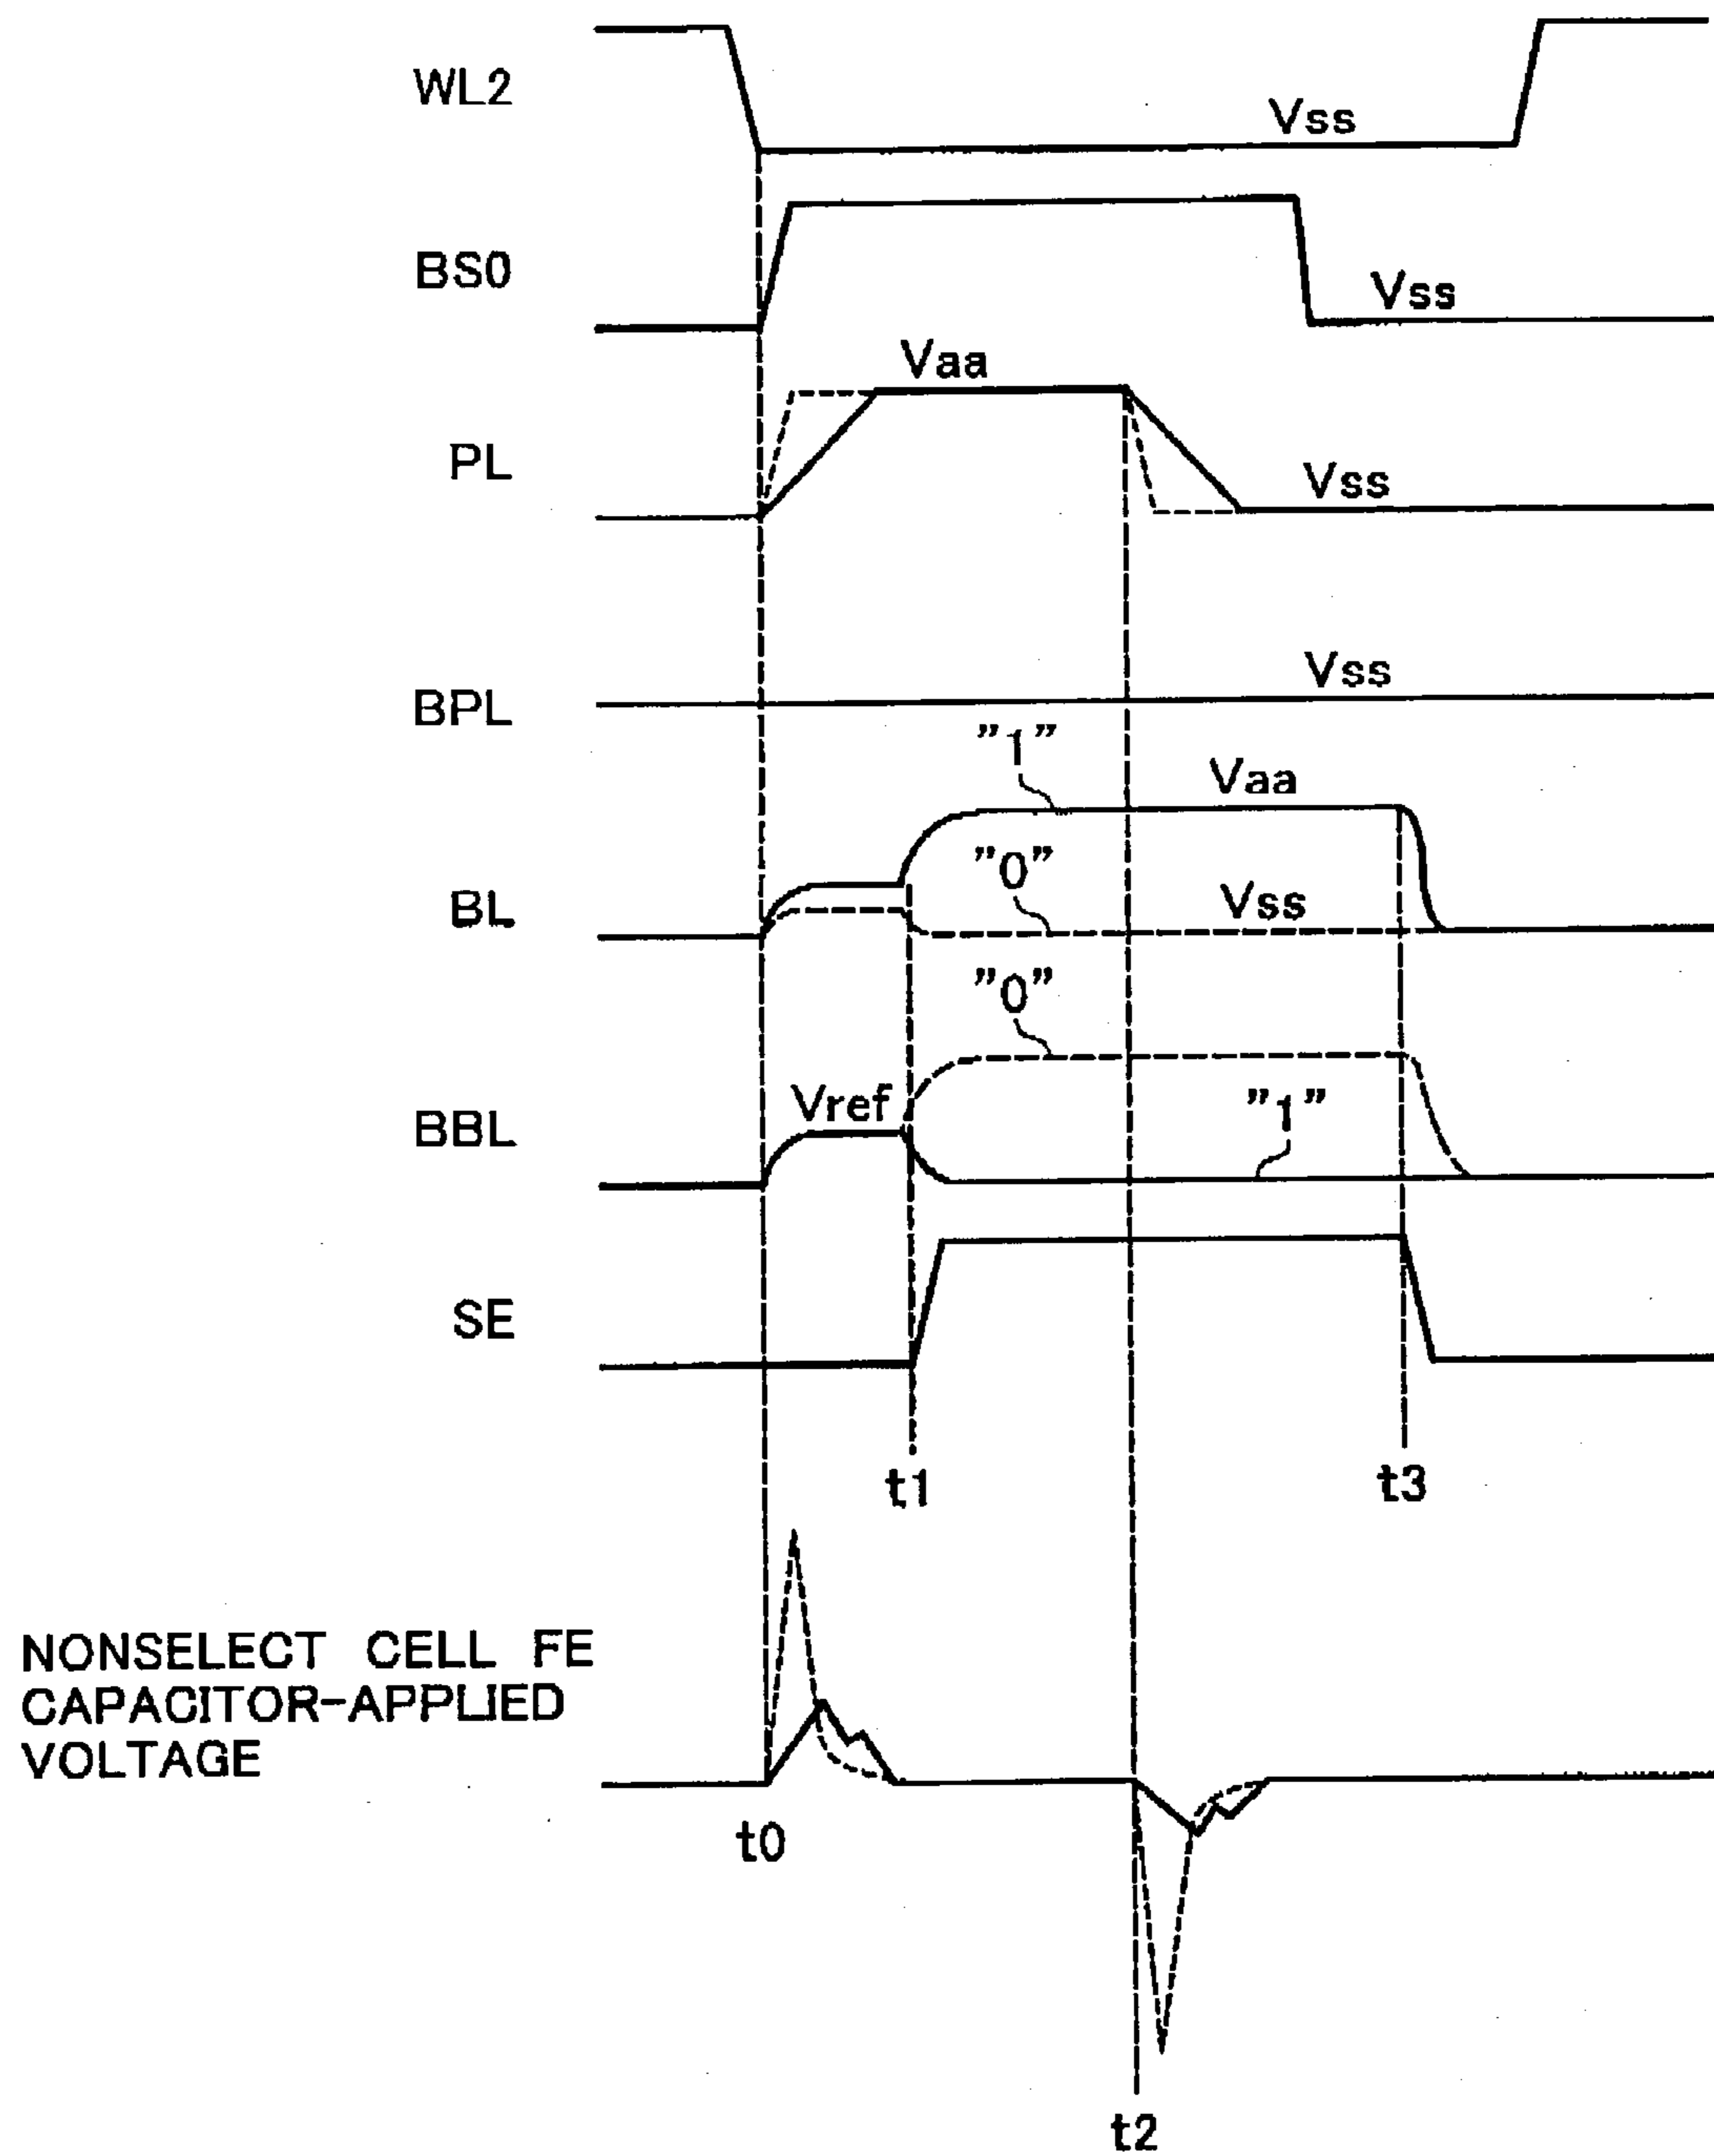 WL2
Vss
BS0
Vss
Vaa
PL
Vss
Vss
BPL
"1"
Vaa
"0"
BL
Vss
"0"
Vref
"1"
BBL
SE
t1
t3
NONSELECT CELL FE
CAPACITOR-APPLIED
VOLTAGE
t0
t2